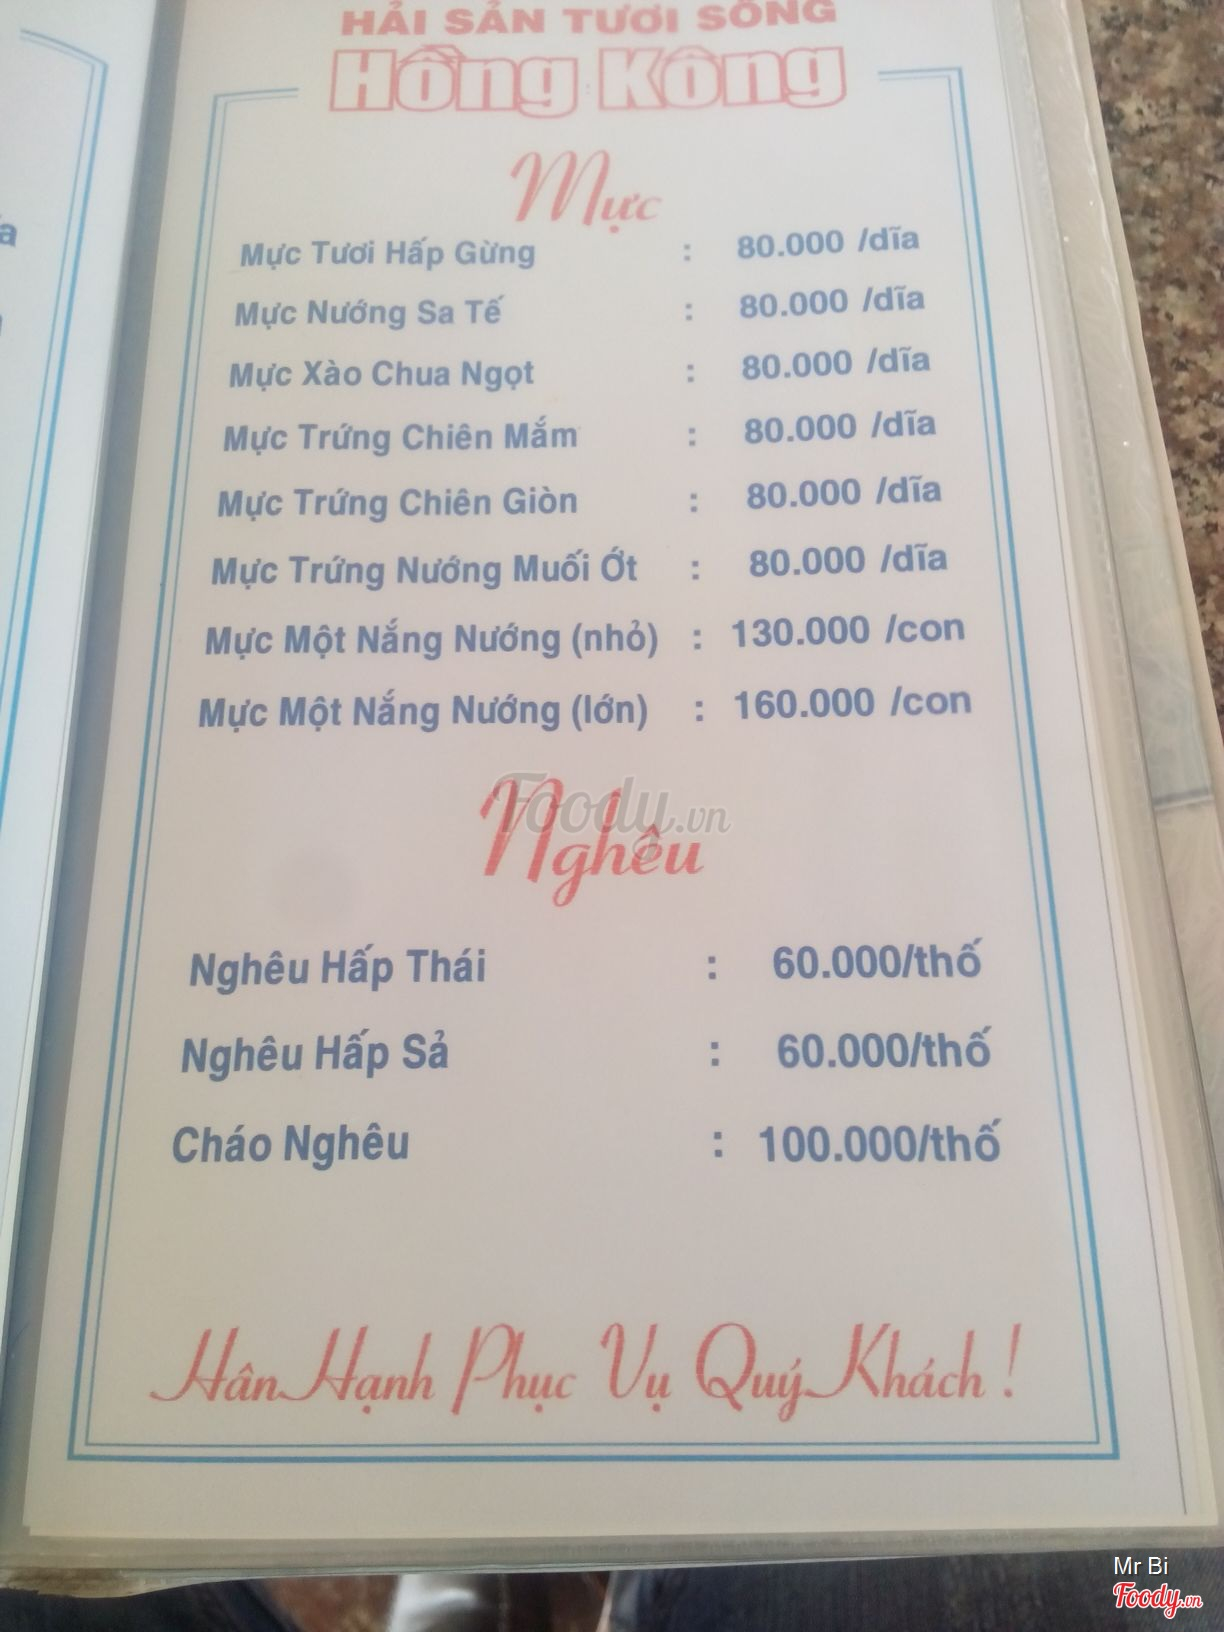 HẢI SẢN TƯƠI SỐNG
Hồng Kông
Mực
Mực Tươi Hấp Gừng : 80.000 /dĩa
Mực Nướng Sa Tế : 80.000 /dĩa
Mực Xào Chua Ngọt : 80.000 /dĩa
Mực Trứng Chiên Mắm : 80.000 /dĩa
Mực Trứng Chiên Giòn : 80.000 /dĩa
Mực Trứng Nướng Muối Ớt : 80.000 /dĩa
Mực Một Nắng Nướng (nhỏ) : 130.000 /con
Mực Một Nắng Nướng (lớn) : 160.000 /con
Foody.vn
Nghêu
Nghêu Hấp Thái : 60.000/thố
Nghêu Hấp Sả : 60.000/thố
Cháo Nghêu : 100.000/thố
Hân Hạnh Phục Vụ Quý Khách !
Mr Bi
Foody.vn